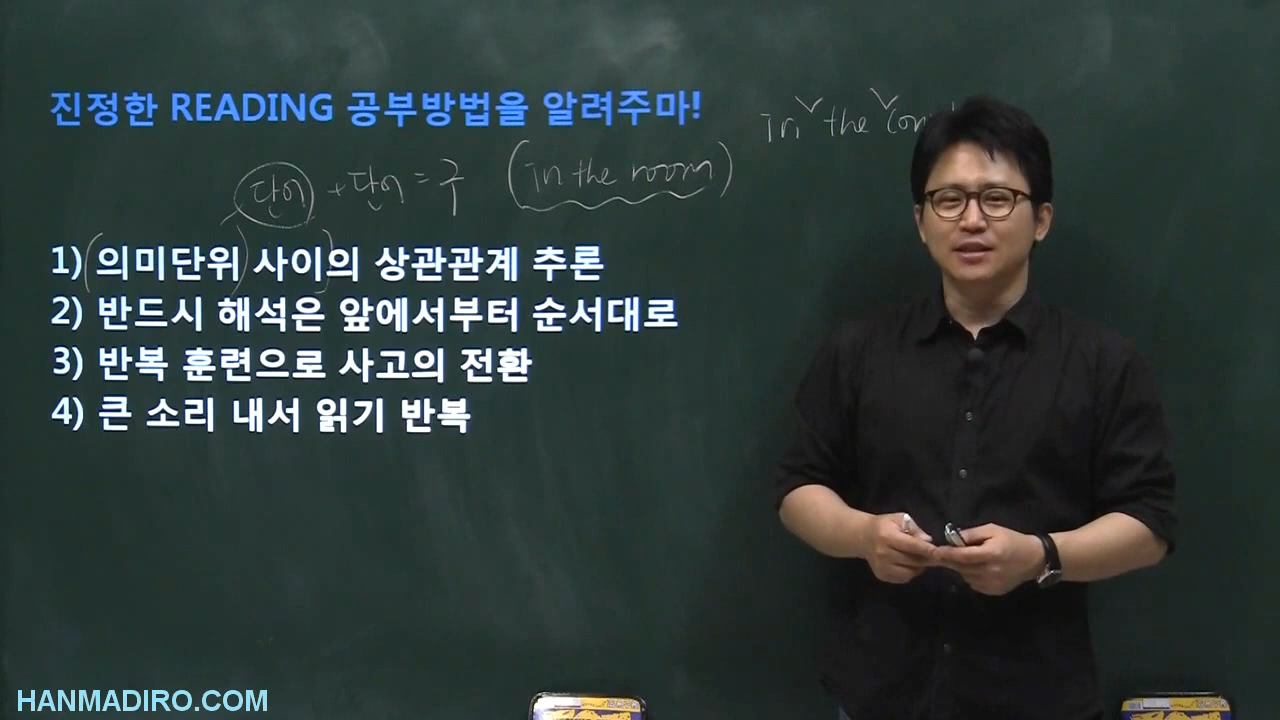 진정한 READING 공부방법을 알려주마!
in the
단어 + 단어 = 구 (in the room)
1) 의미단위 사이의 상관관계 추론
2) 반드시 해석은 앞에서부터 순서대로
3) 반복 훈련으로 사고의 전환
4) 큰 소리 내서 읽기 반복
HANMADIRO.COM